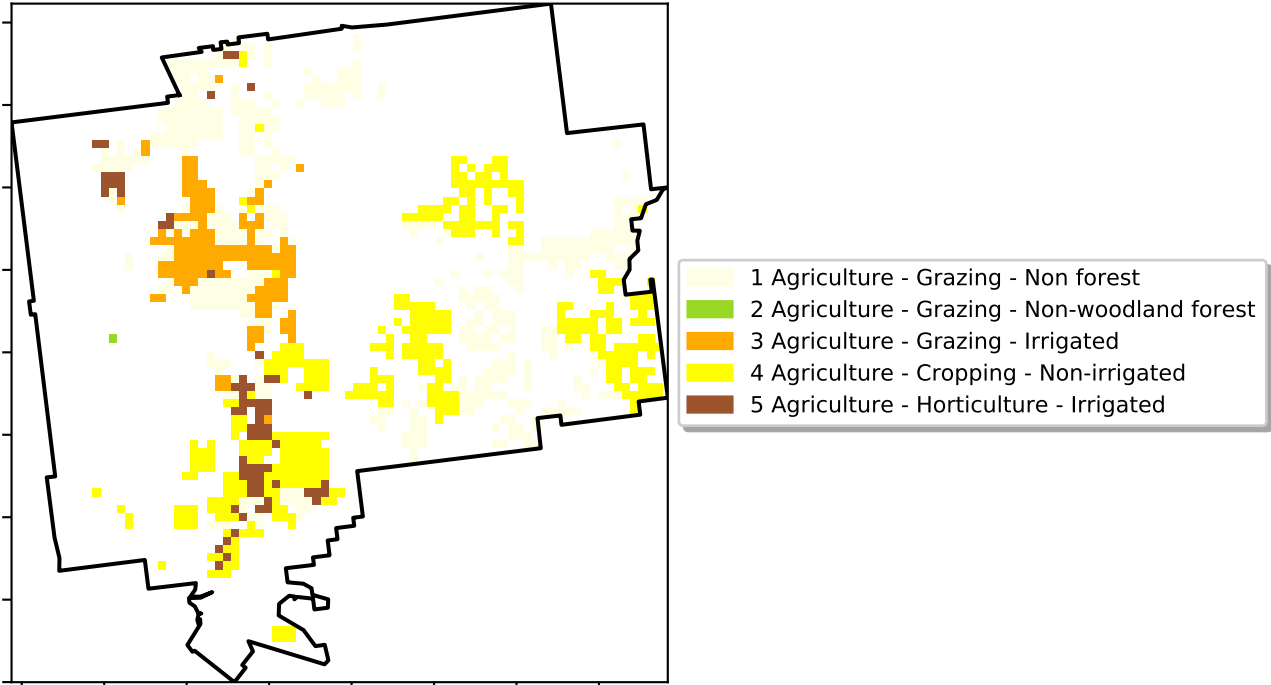 1 Agriculture - Grazing - Non forest
2 Agriculture - Grazing - Non-woodland forest
3 Agriculture - Grazing - Irrigated
4 Agriculture - Cropping - Non-irrigated
5 Agriculture - Horticulture - Irrigated